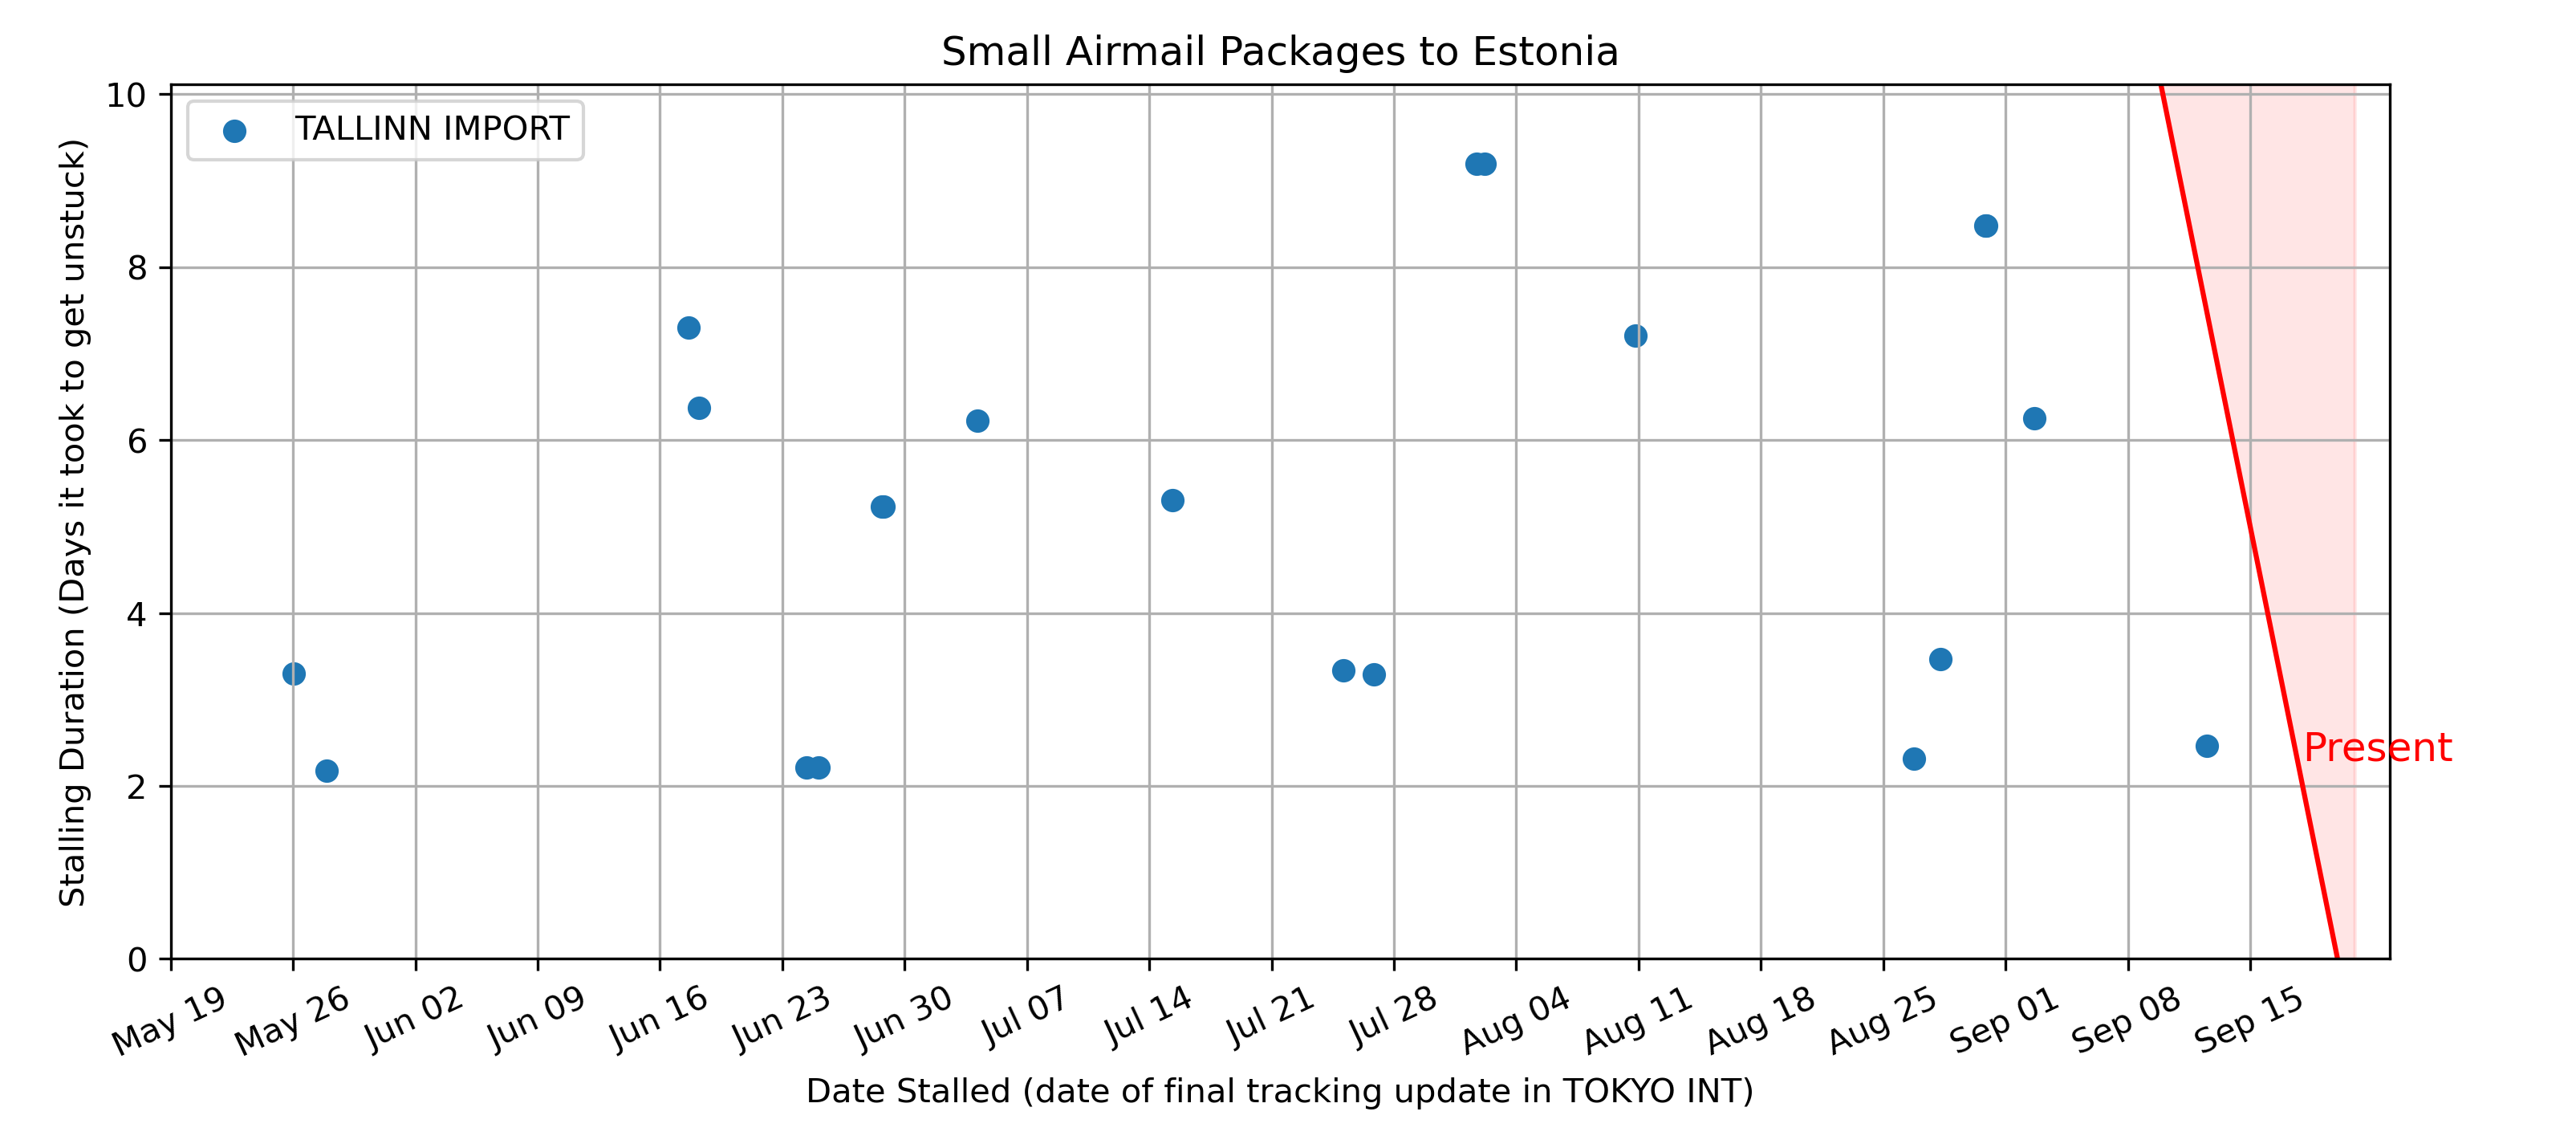 Small Airmail Packages to Estonia
TALLINN IMPORT
Stalling Duration (Days it took to get unstuck)
10
8
6
4
2
0
Present
May 19
May 26
Jun 02
Jun 09
Jun 16
Jun 23
Jun 30
Jul 07
Jul 14
Jul 21
Jul 28
Aug 04
Aug 11
Aug 18
Aug 25
Sep 01
Sep 08
Sep 15
Date Stalled (date of final tracking update in TOKYO INT)